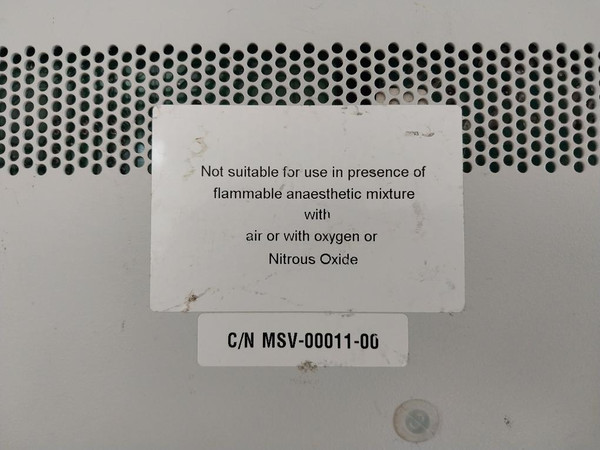 Not suitable for use in presence of
flammable anaesthetic mixture
with
air or with oxygen or
Nitrous Oxide
C/N MSV-00011-00